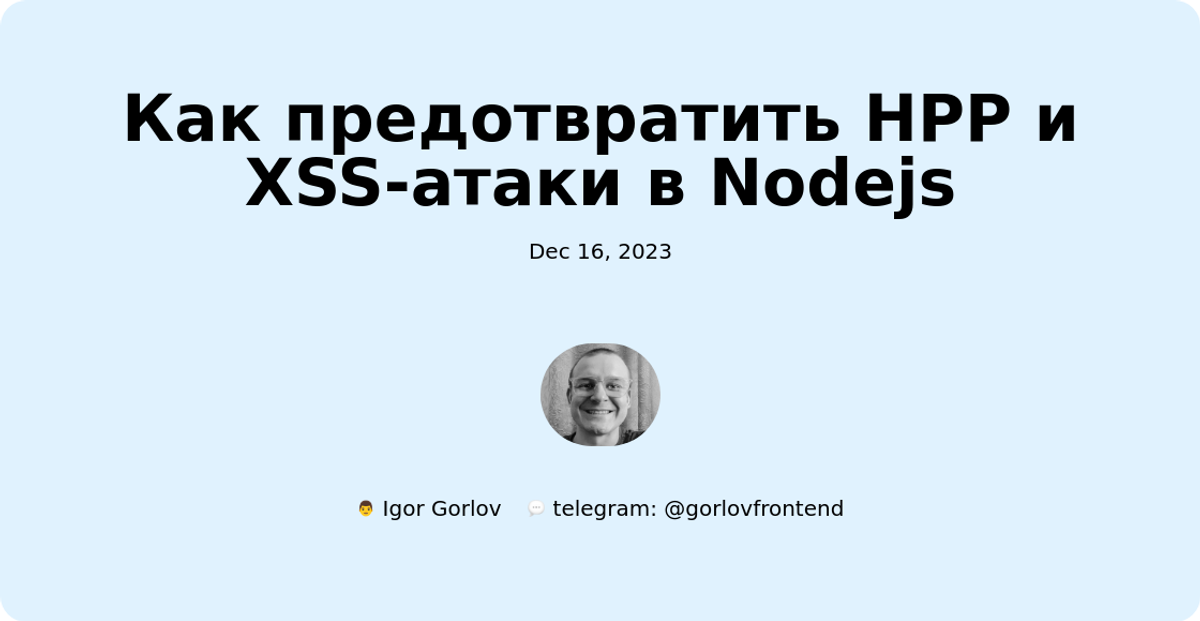 Как предотвратить HPP и
XSS-атаки в Nodejs
Dec 16, 2023
👨 Igor Gorlov 💬 telegram: @gorlovfrontend